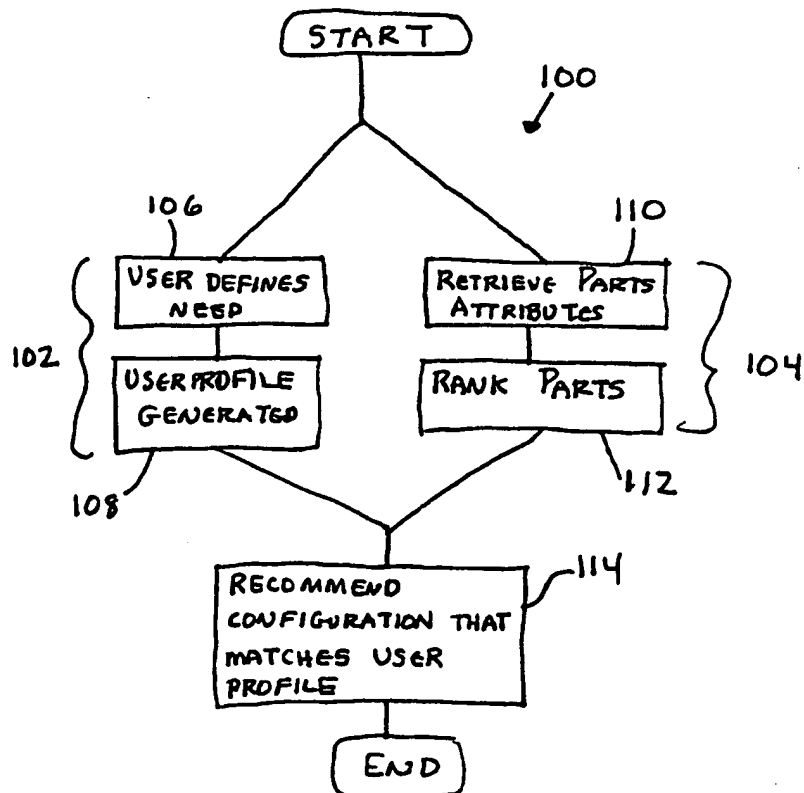 START
100
106
110
USER DEFINES
NEED
RETRIEVE PARTS
ATTRIBUTES
102
104
USER PROFILE
GENERATED
RANK PARTS
108
112
114
RECOMMEND
CONFIGURATION THAT
MATCHES USER
PROFILE
END